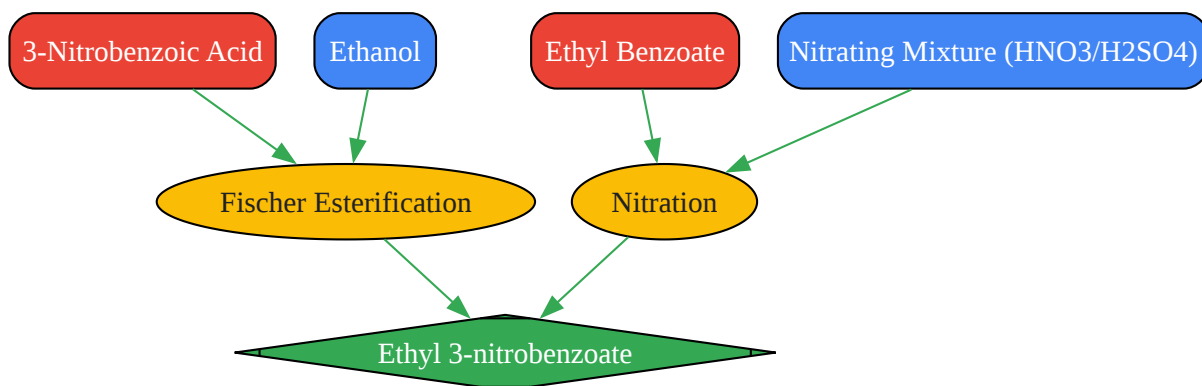 3-Nitrobenzoic Acid
Ethanol
Ethyl Benzoate
Nitrating Mixture (HNO3/H2SO4)
Fischer Esterification
Nitration
Ethyl 3-nitrobenzoate